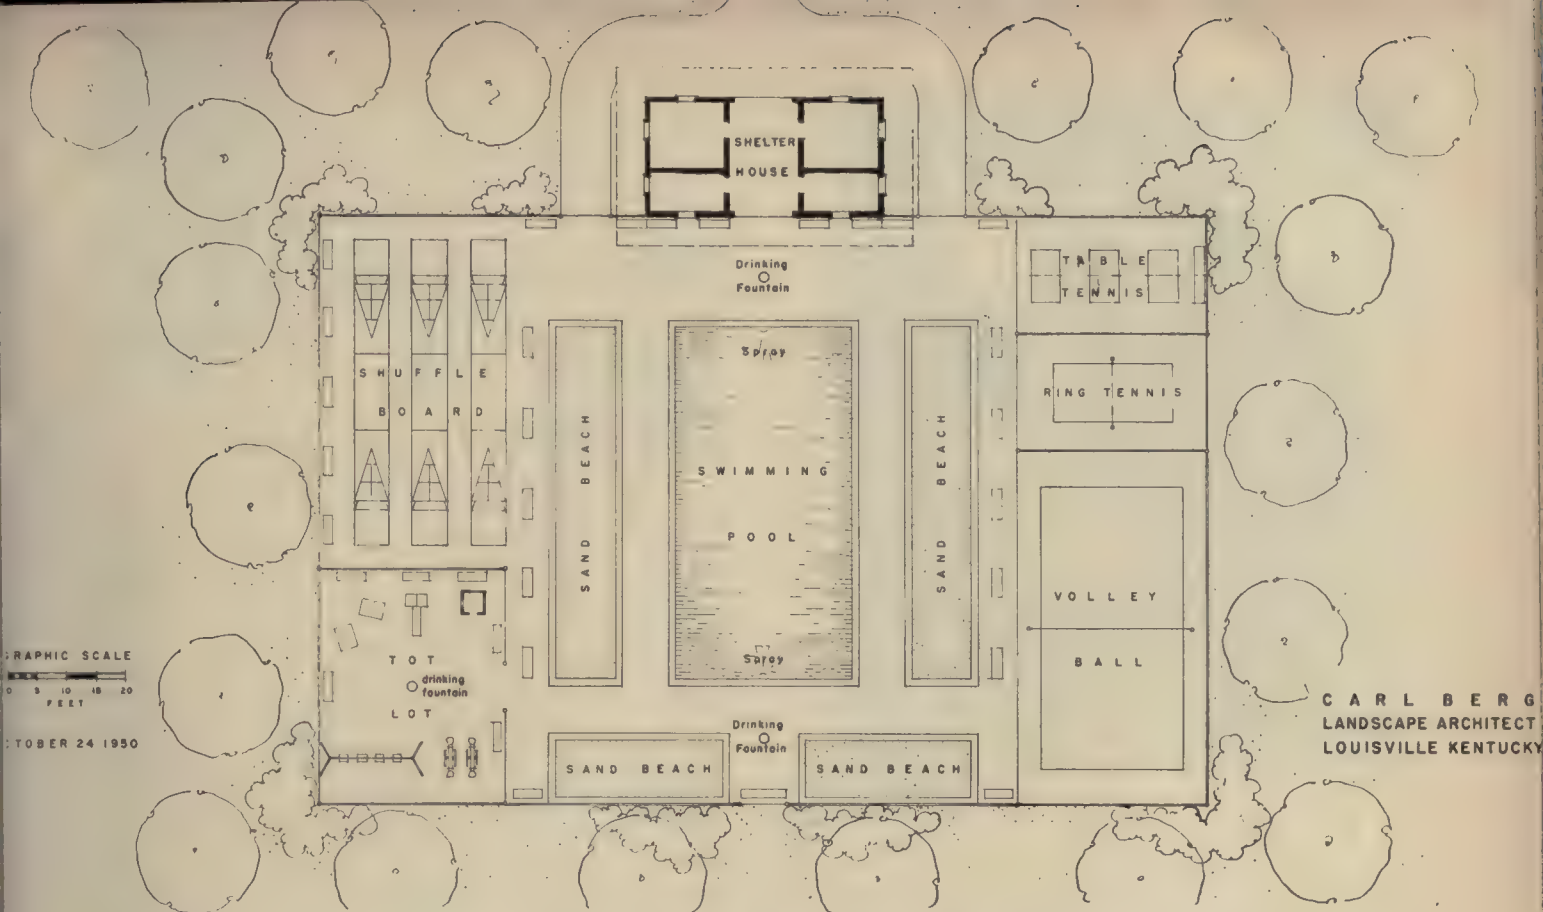 SHELTER
HOUSE
Drinking
Fountain
TABLE
TENNIS
SHUFFLE
BOARD
Spray
RING TENNIS
SAND BEACH
SWIMMING
POOL
SAND BEACH
VOLLEY
BALL
TOT
drinking
fountain
LOT
Spray
Drinking
Fountain
SAND BEACH
SAND BEACH
GRAPHIC SCALE
0 5 10 15 20
FEET
CTOBER 24 1950
CARL BERG
LANDSCAPE ARCHITECT
LOUISVILLE KENTUCKY